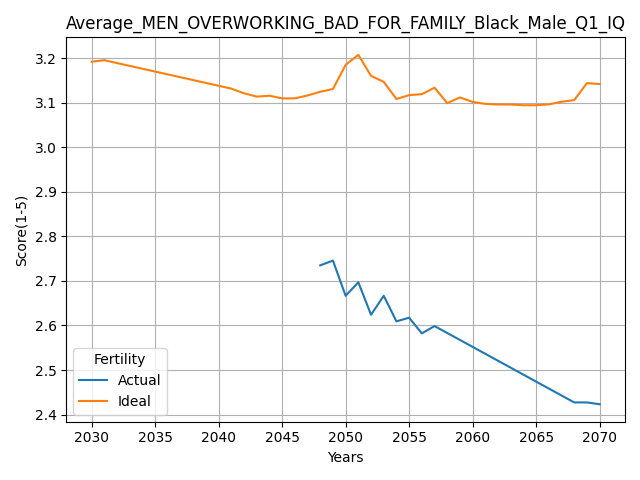 Average_MEN_OVERWORKING_BAD_FOR_FAMILY_Black_Male_Q1_IQ
Score(1-5)
3.2
3.1
3.0
2.9
2.8
2.7
2.6
2.5
2.4
Fertility
Actual
Ideal
2030 2035 2040 2045 2050 2055 2060 2065 2070
Years